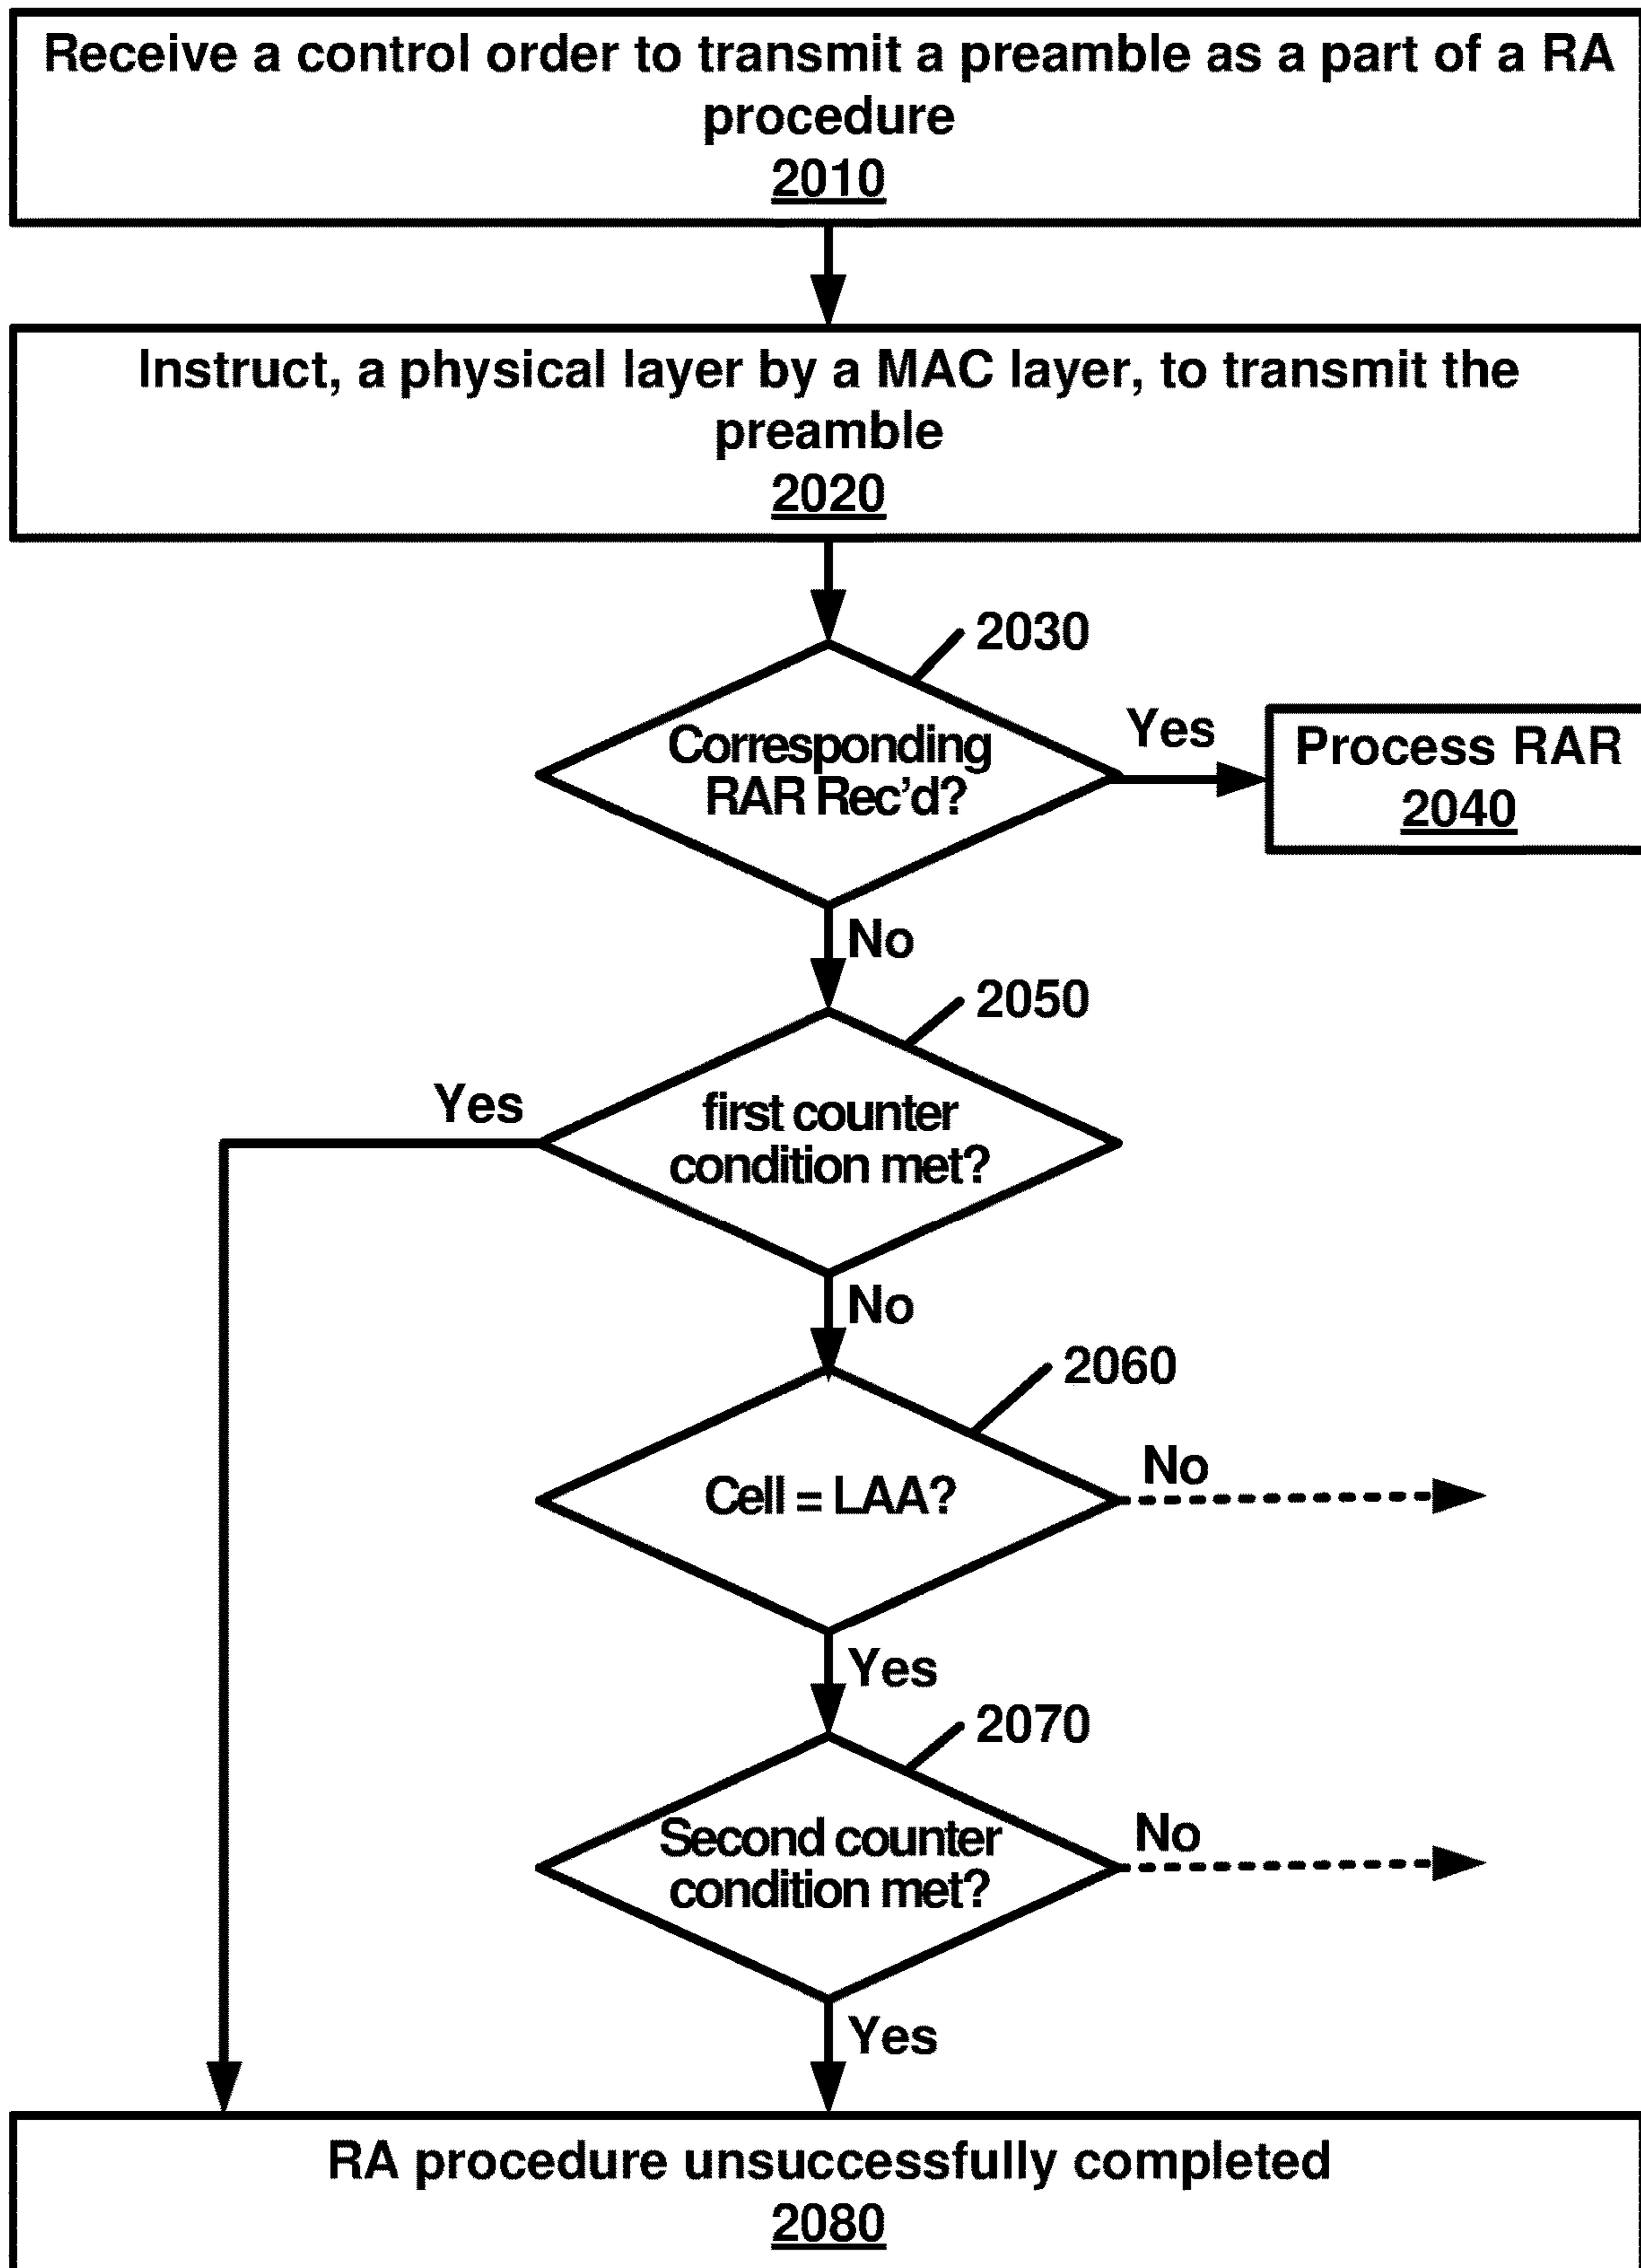 Receive a control order to transmit a preamble as a part of a RA
procedure
2010
Instruct, a physical layer by a MAC layer, to transmit the
preamble
2020
2030
Corresponding
RAR Rec'd?
Yes
Process RAR
2040
No
2050
Yes
first counter
condition met?
No
2060
Cell = LAA?
No
Yes
2070
Second counter
condition met?
No
Yes
RA procedure unsuccessfully completed
2080